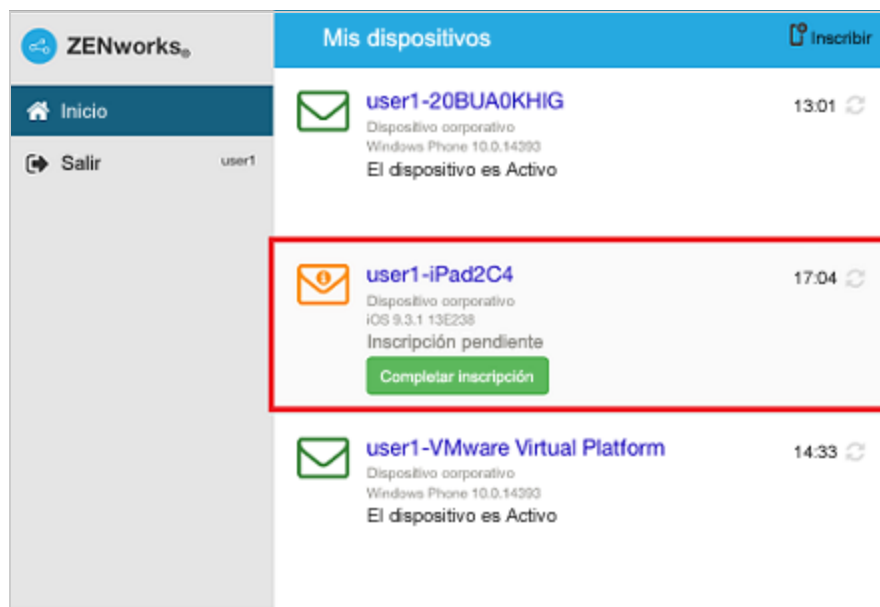 ZENworks®
Mis dispositivos
Inscribir
Inicio
Salir
user1
user1-20BUA0KHIG
13:01
Dispositivo corporativo
Windows Phone 10.0.14393
El dispositivo es Activo
user1-iPad2C4
17:04
Dispositivo corporativo
iOS 9.3.1 13E238
Inscripción pendiente
Completar inscripción
user1-VMware Virtual Platform
14:33
Dispositivo corporativo
Windows Phone 10.0.14393
El dispositivo es Activo